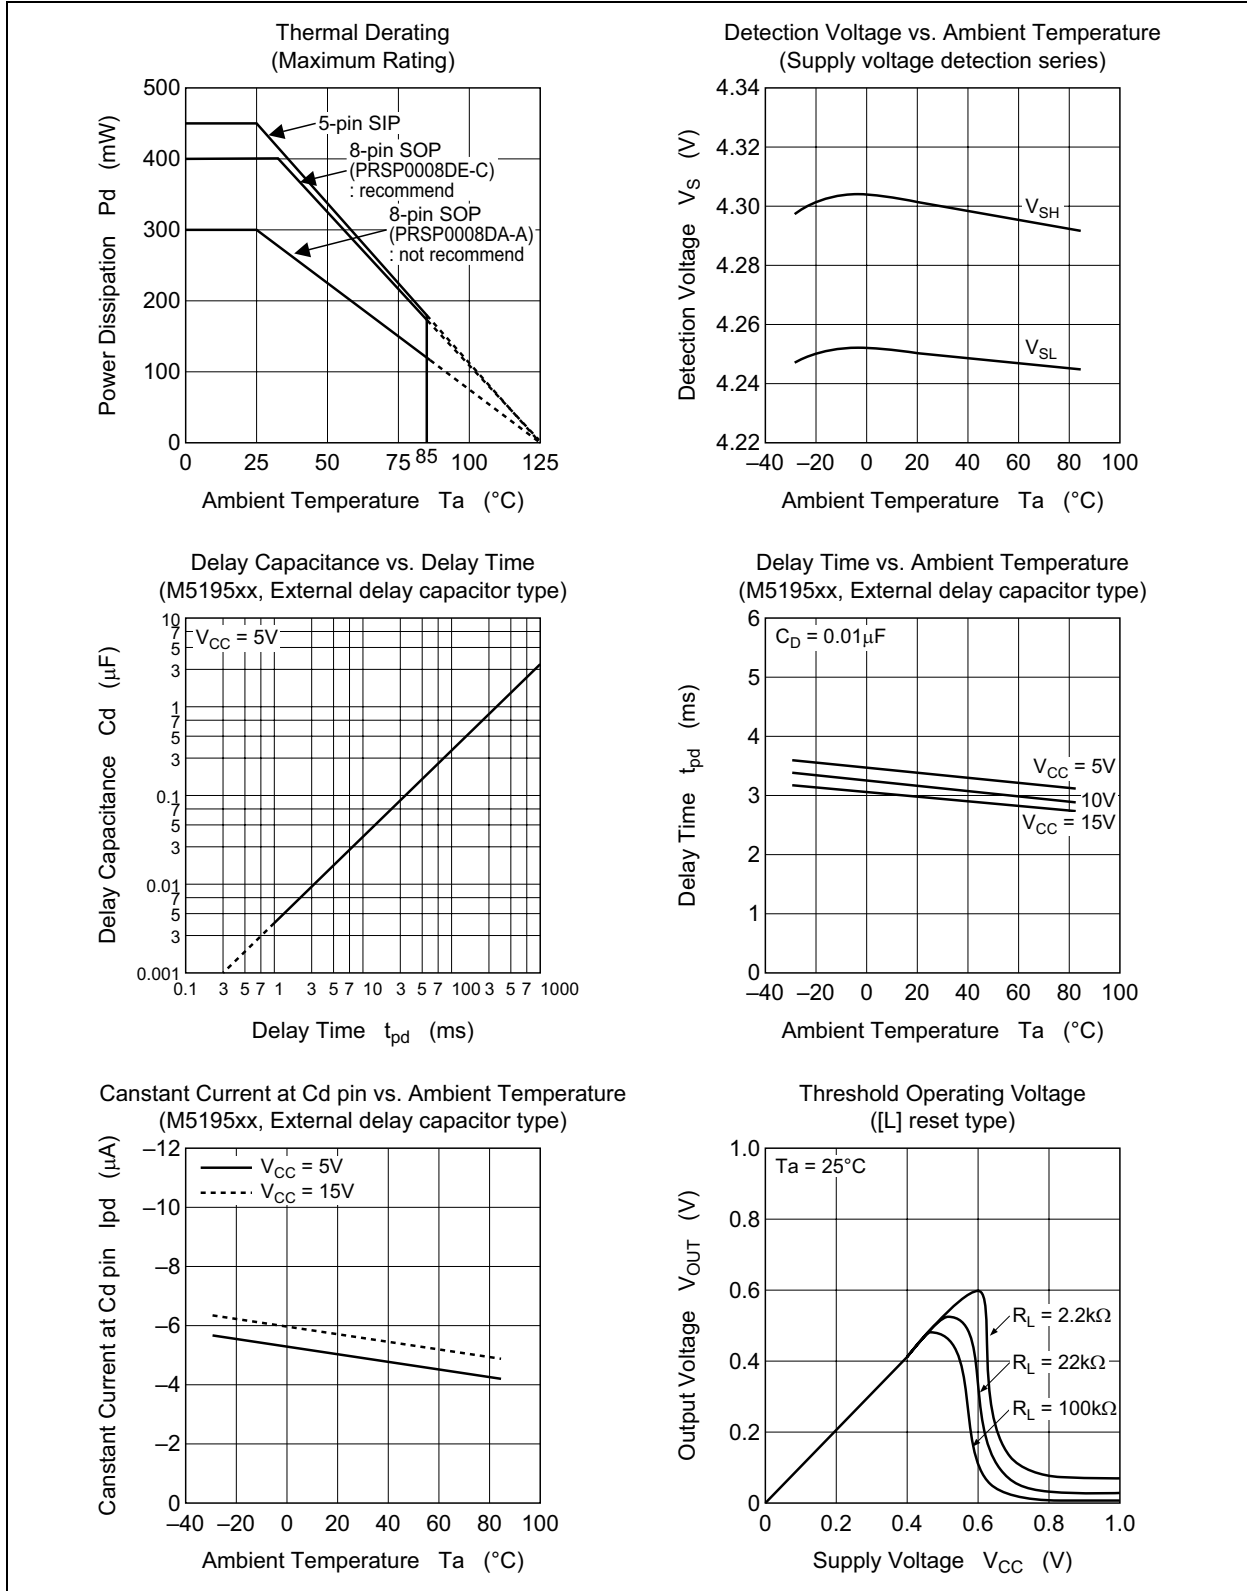 Thermal Derating
(Maximum Rating)
500
400
300
200
100
0
0 25 50 75 85 100 125
Power Dissipation Pd (mW)
Ambient Temperature Ta (°C)
5-pin SIP
8-pin SOP
(PRSP0008DE-C)
: recommend
8-pin SOP
(PRSP0008DA-A)
: not recommend
Detection Voltage vs. Ambient Temperature
(Supply voltage detection series)
4.34
4.32
4.30
4.28
4.26
4.24
4.22
–40 –20 0 20 40 60 80 100
Detection Voltage VS (V)
Ambient Temperature Ta (°C)
VSH
VSL
Delay Capacitance vs. Delay Time
(M5195xx, External delay capacitor type)
10
7
5
3
1
7
5
3
0.1
7
5
3
0.01
7
5
3
0.001
0.1 3 5 7 1 3 5 7 10 3 5 7 100 3 5 7 1000
VCC = 5V
Delay Capacitance Cd (μF)
Delay Time tpd (ms)
Delay Time vs. Ambient Temperature
(M5195xx, External delay capacitor type)
6
5
4
3
2
1
0
–40 –20 0 20 40 60 80 100
CD = 0.01μF
VCC = 5V
10V
VCC = 15V
Delay Time tpd (ms)
Ambient Temperature Ta (°C)
Canstant Current at Cd pin vs. Ambient Temperature
(M5195xx, External delay capacitor type)
–12
–10
–8
–6
–4
–2
0
–40 –20 0 20 40 60 80 100
VCC = 5V
VCC = 15V
Canstant Current at Cd pin Ipd (μA)
Ambient Temperature Ta (°C)
Threshold Operating Voltage
([L] reset type)
1.0
0.8
0.6
0.4
0.2
0
0 0.2 0.4 0.6 0.8 1.0
Ta = 25°C
RL = 2.2kΩ
RL = 22kΩ
RL = 100kΩ
Output Voltage VOUT (V)
Supply Voltage VCC (V)